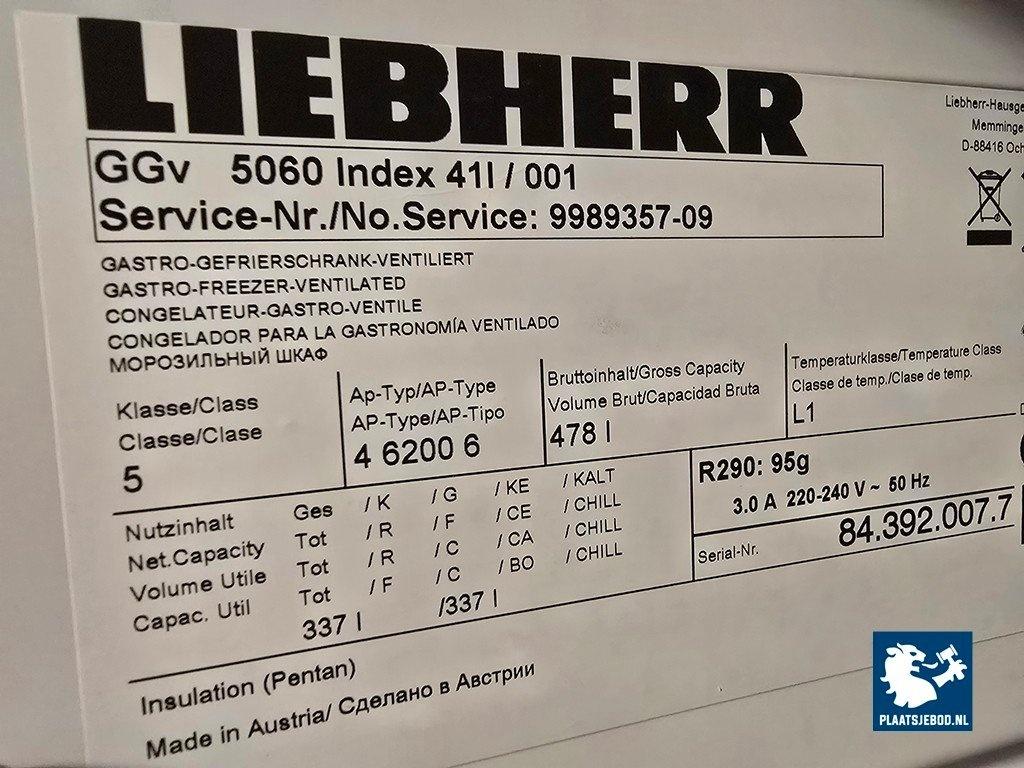 LIEBHERR
Liebherr-Hausge
Memminge
D-88416 Och
GGv 5060 Index 41I / 001
Service-Nr./No.Service: 9989357-09
GASTRO-GEFRIERSCHRANK-VENTILIERT
GASTRO-FREEZER-VENTILATED
CONGELATEUR-GASTRO-VENTILE
CONGELADOR PARA LA GASTRONOMÍA VENTILADO
МОРОЗИЛЬНЫЙ ШКАФ
Klasse/Class
Classe/Clase
5
Ap-Typ/AP-Type
AP-Type/AP-Tipo
4 6200 6
Bruttoinhalt/Gross Capacity
Volume Brut/Capacidad Bruta
478 l
Temperaturklasse/Temperature Class
Classe de temp./Clase de temp.
L1
Nutzinhalt Ges / K / G / KE / KALT
Net.Capacity Tot / R / F / CE / CHILL
Volume Utile Tot / R / C / CA / CHILL
Capac. Util Tot / F / C / BO / CHILL
337 l /337 l
R290: 95g
3.0 A 220-240 V ~ 50 Hz
Serial-Nr. 84.392.007.7
Insulation (Pentan)
Made in Austria/ Сделано в Австрии
PLAATSJEBOD.NL